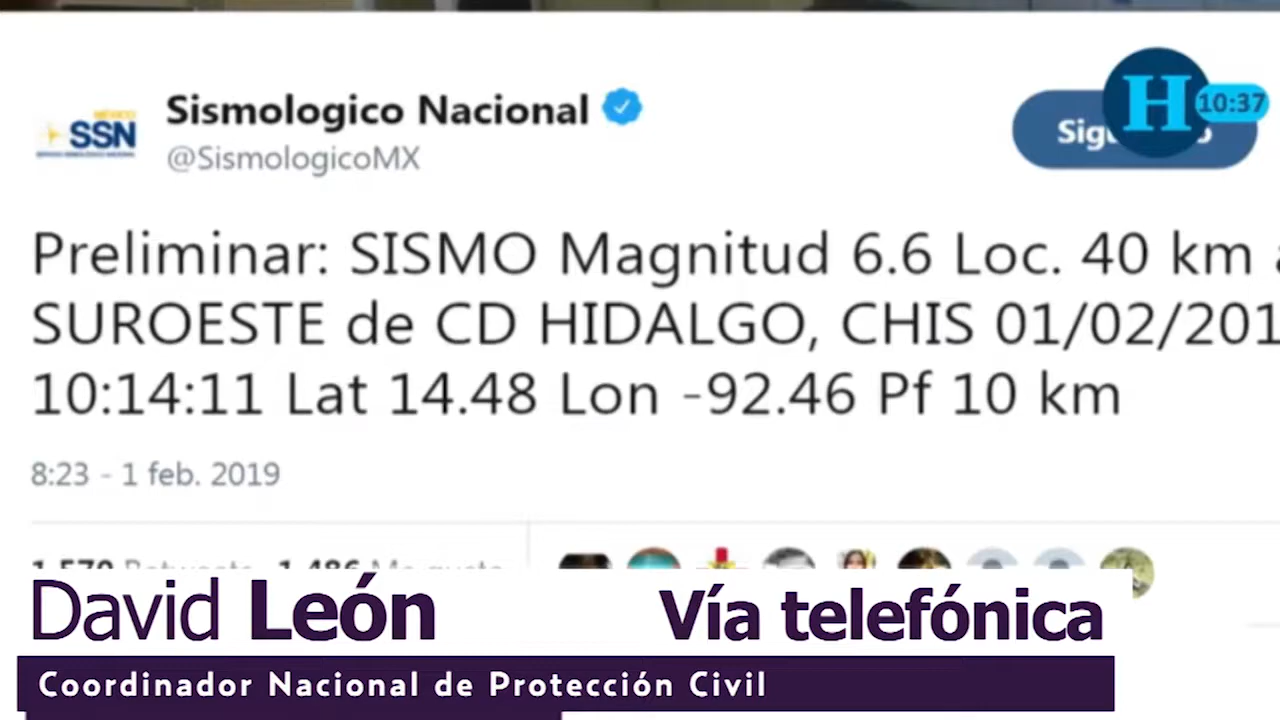 Sismologico Nacional
@SismologicoMX
SSN
H 10:37
Preliminar: SISMO Magnitud 6.6 Loc. 40 km
SUROESTE de CD HIDALGO, CHIS 01/02/201
10:14:11 Lat 14.48 Lon -92.46 Pf 10 km
8:23 - 1 feb. 2019
David León
Vía telefónica
Coordinador Nacional de Protección Civil